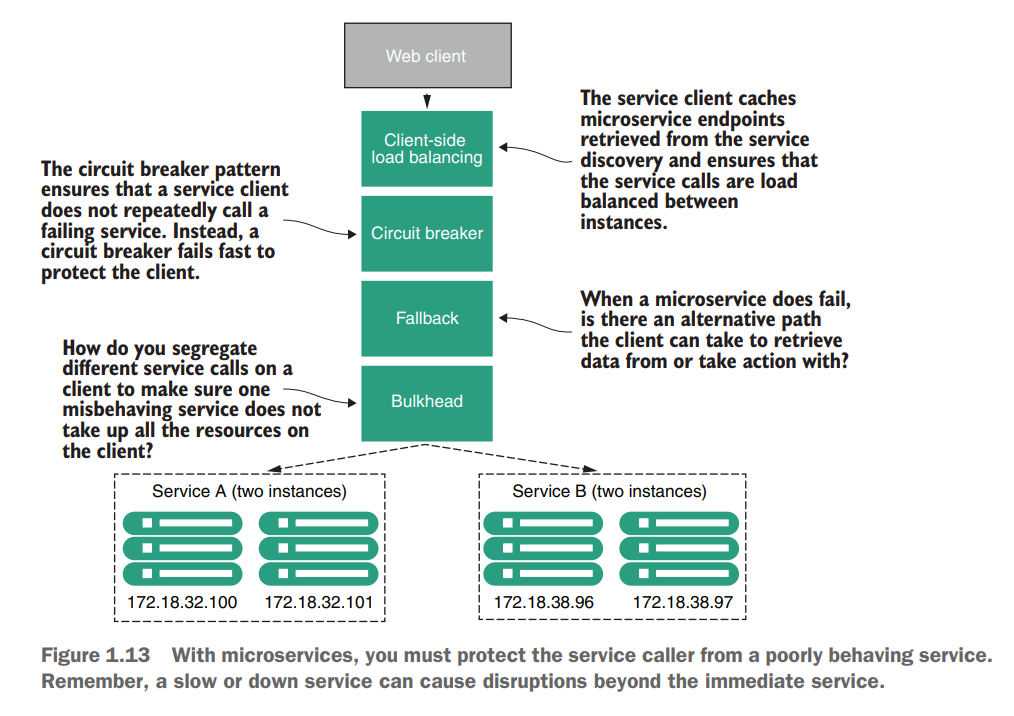 Web client
Client-side
load balancing
The service client caches
microservice endpoints
retrieved from the service
discovery and ensures that
the service calls are load
balanced between
instances.
The circuit breaker pattern
ensures that a service client
does not repeatedly call a
failing service. Instead, a
circuit breaker fails fast to
protect the client.
Circuit breaker
Fallback
When a microservice does fail,
is there an alternative path
the client can take to retrieve
data from or take action with?
How do you segregate
different service calls on a
client to make sure one
misbehaving service does not
take up all the resources on
the client?
Bulkhead
Service A (two instances)
172.18.32.100
172.18.32.101
Service B (two instances)
172.18.38.96
172.18.38.97
Figure 1.13 With microservices, you must protect the service caller from a poorly behaving service.
Remember, a slow or down service can cause disruptions beyond the immediate service.